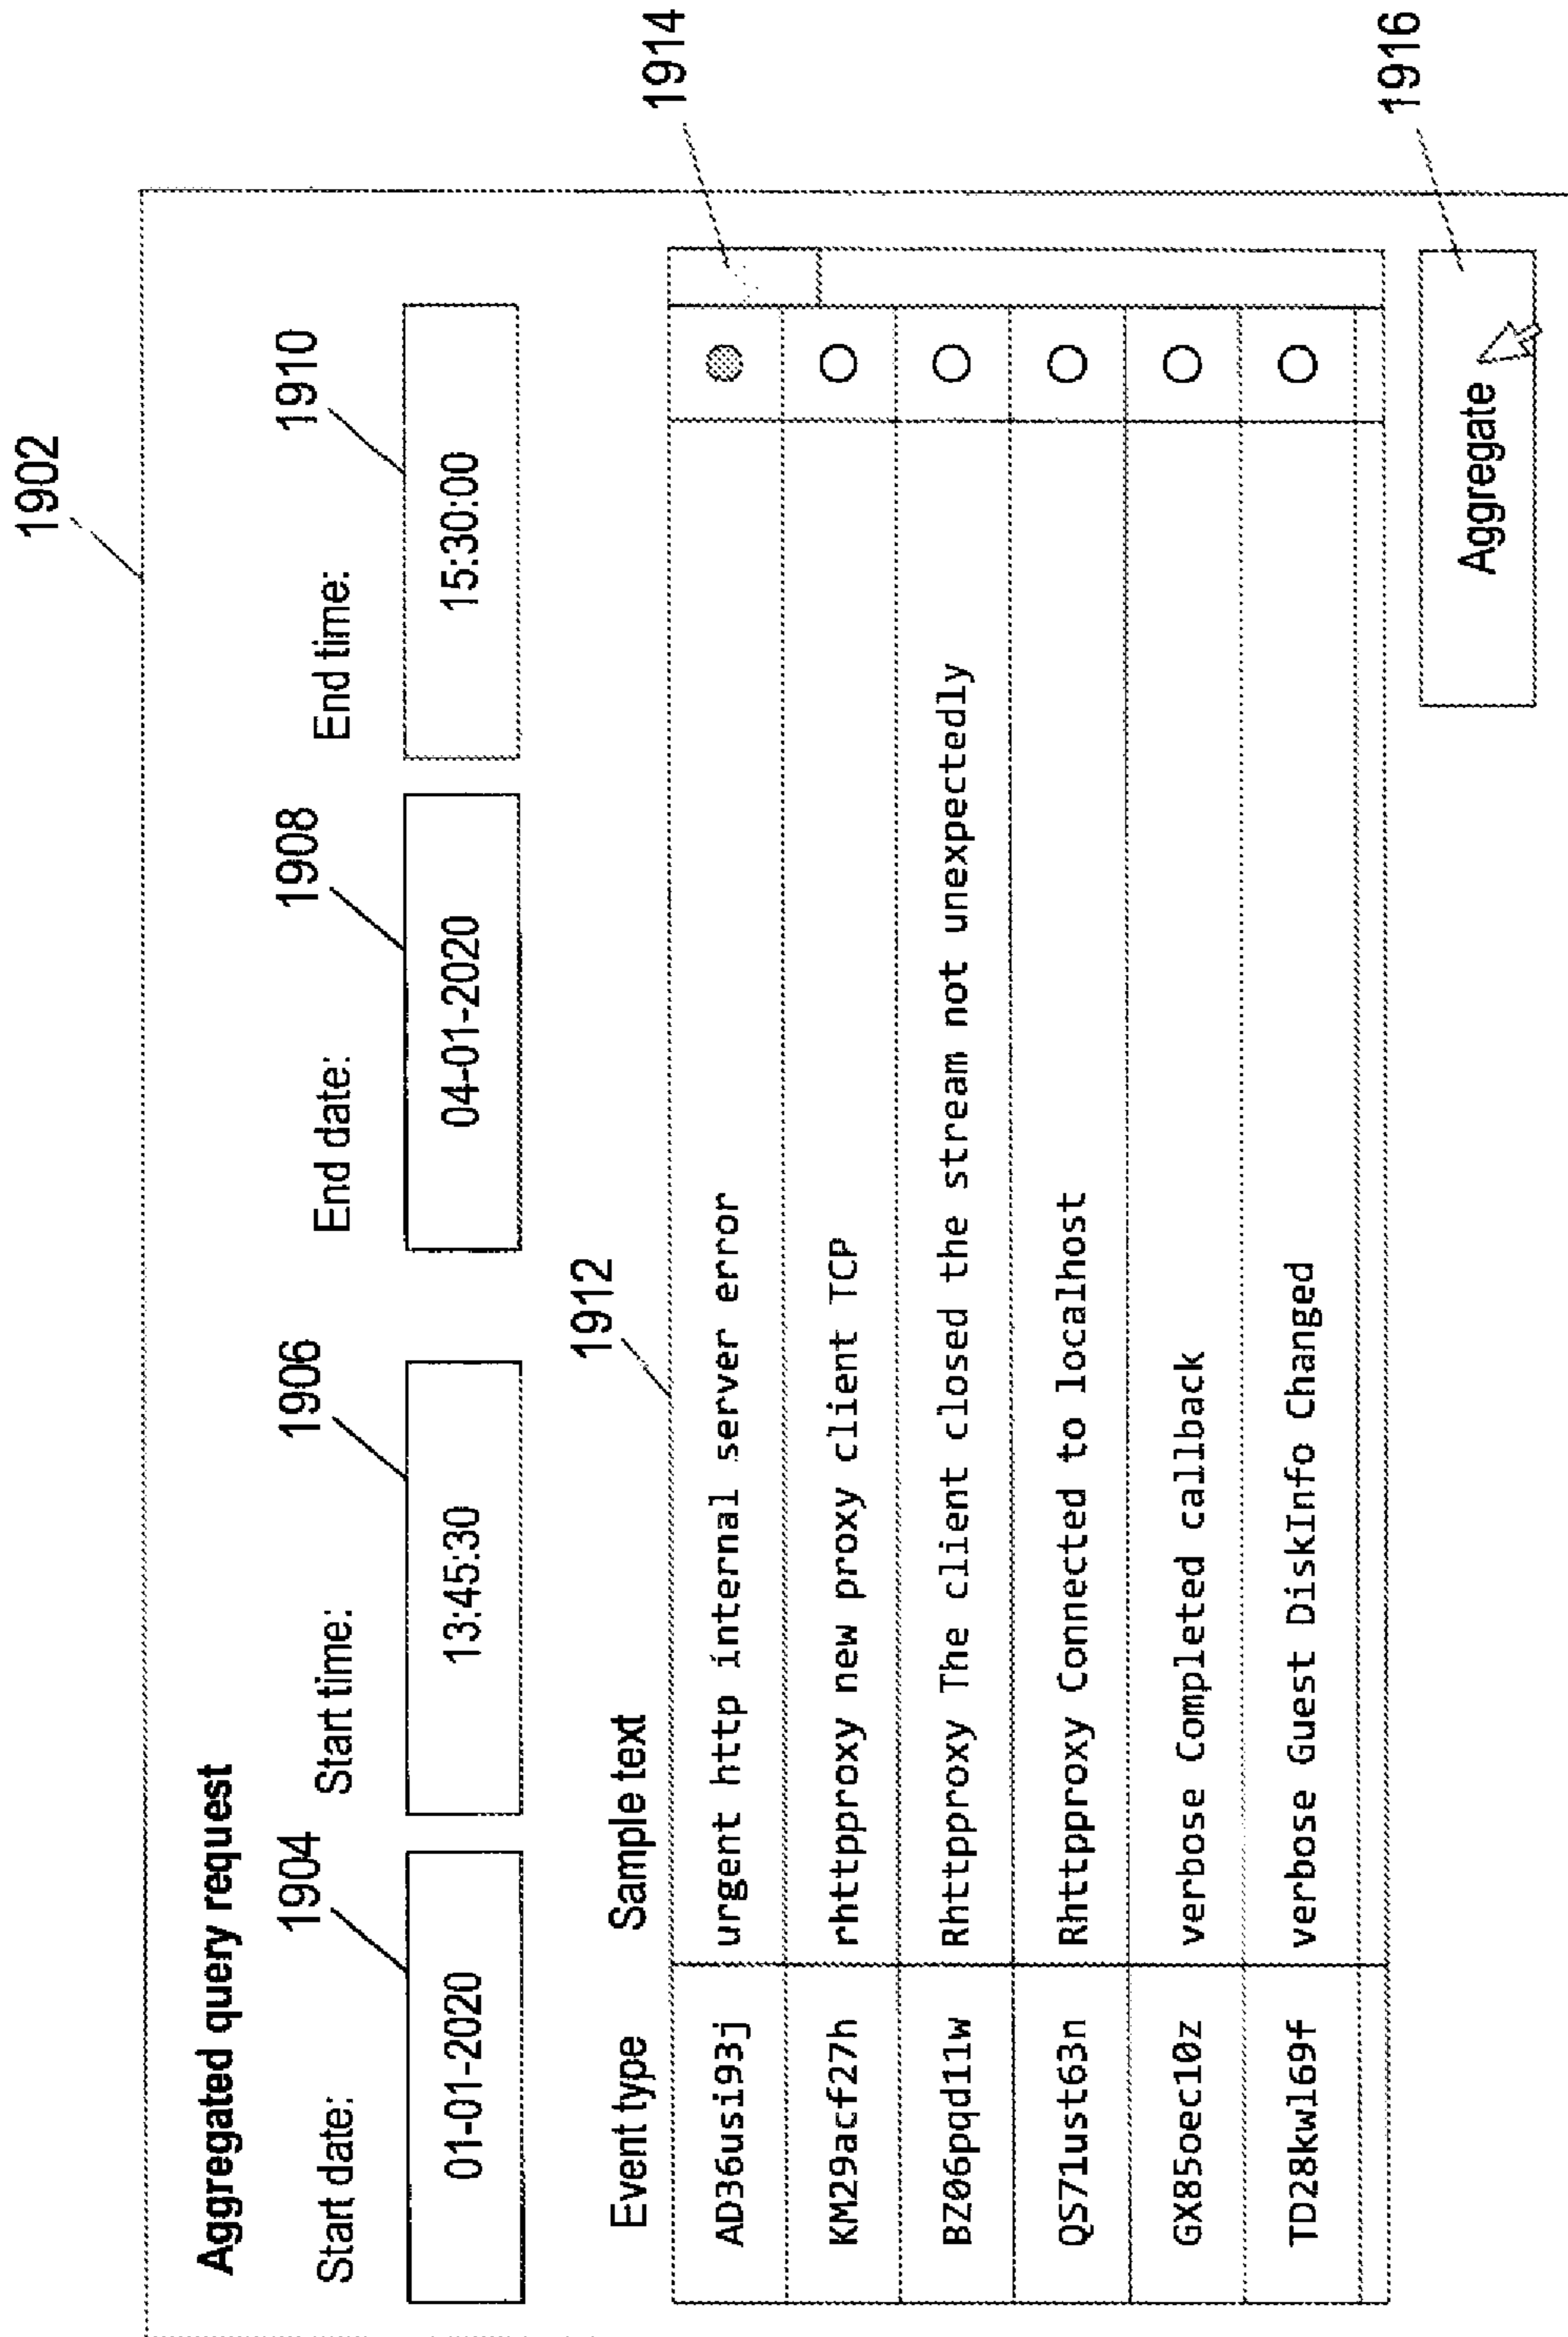 1902
Aggregated query request
Start date: Start time: End date: End time:
1904 1906 1908 1910
01-01-2020 13:45:30 04-01-2020 15:30:00
1912
Event type Sample text
1914
AD36usi93j urgent http internal server error
KM29acf27h rhttpproxy new proxy client TCP
BZ06pqd11w Rhttpproxy The client closed the stream not unexpectedly
QS71ust63n Rhttpproxy Connected to localhost
GX85oec10z verbose Completed callback
TD28kwl69f verbose Guest DiskInfo Changed
Aggregate
1916